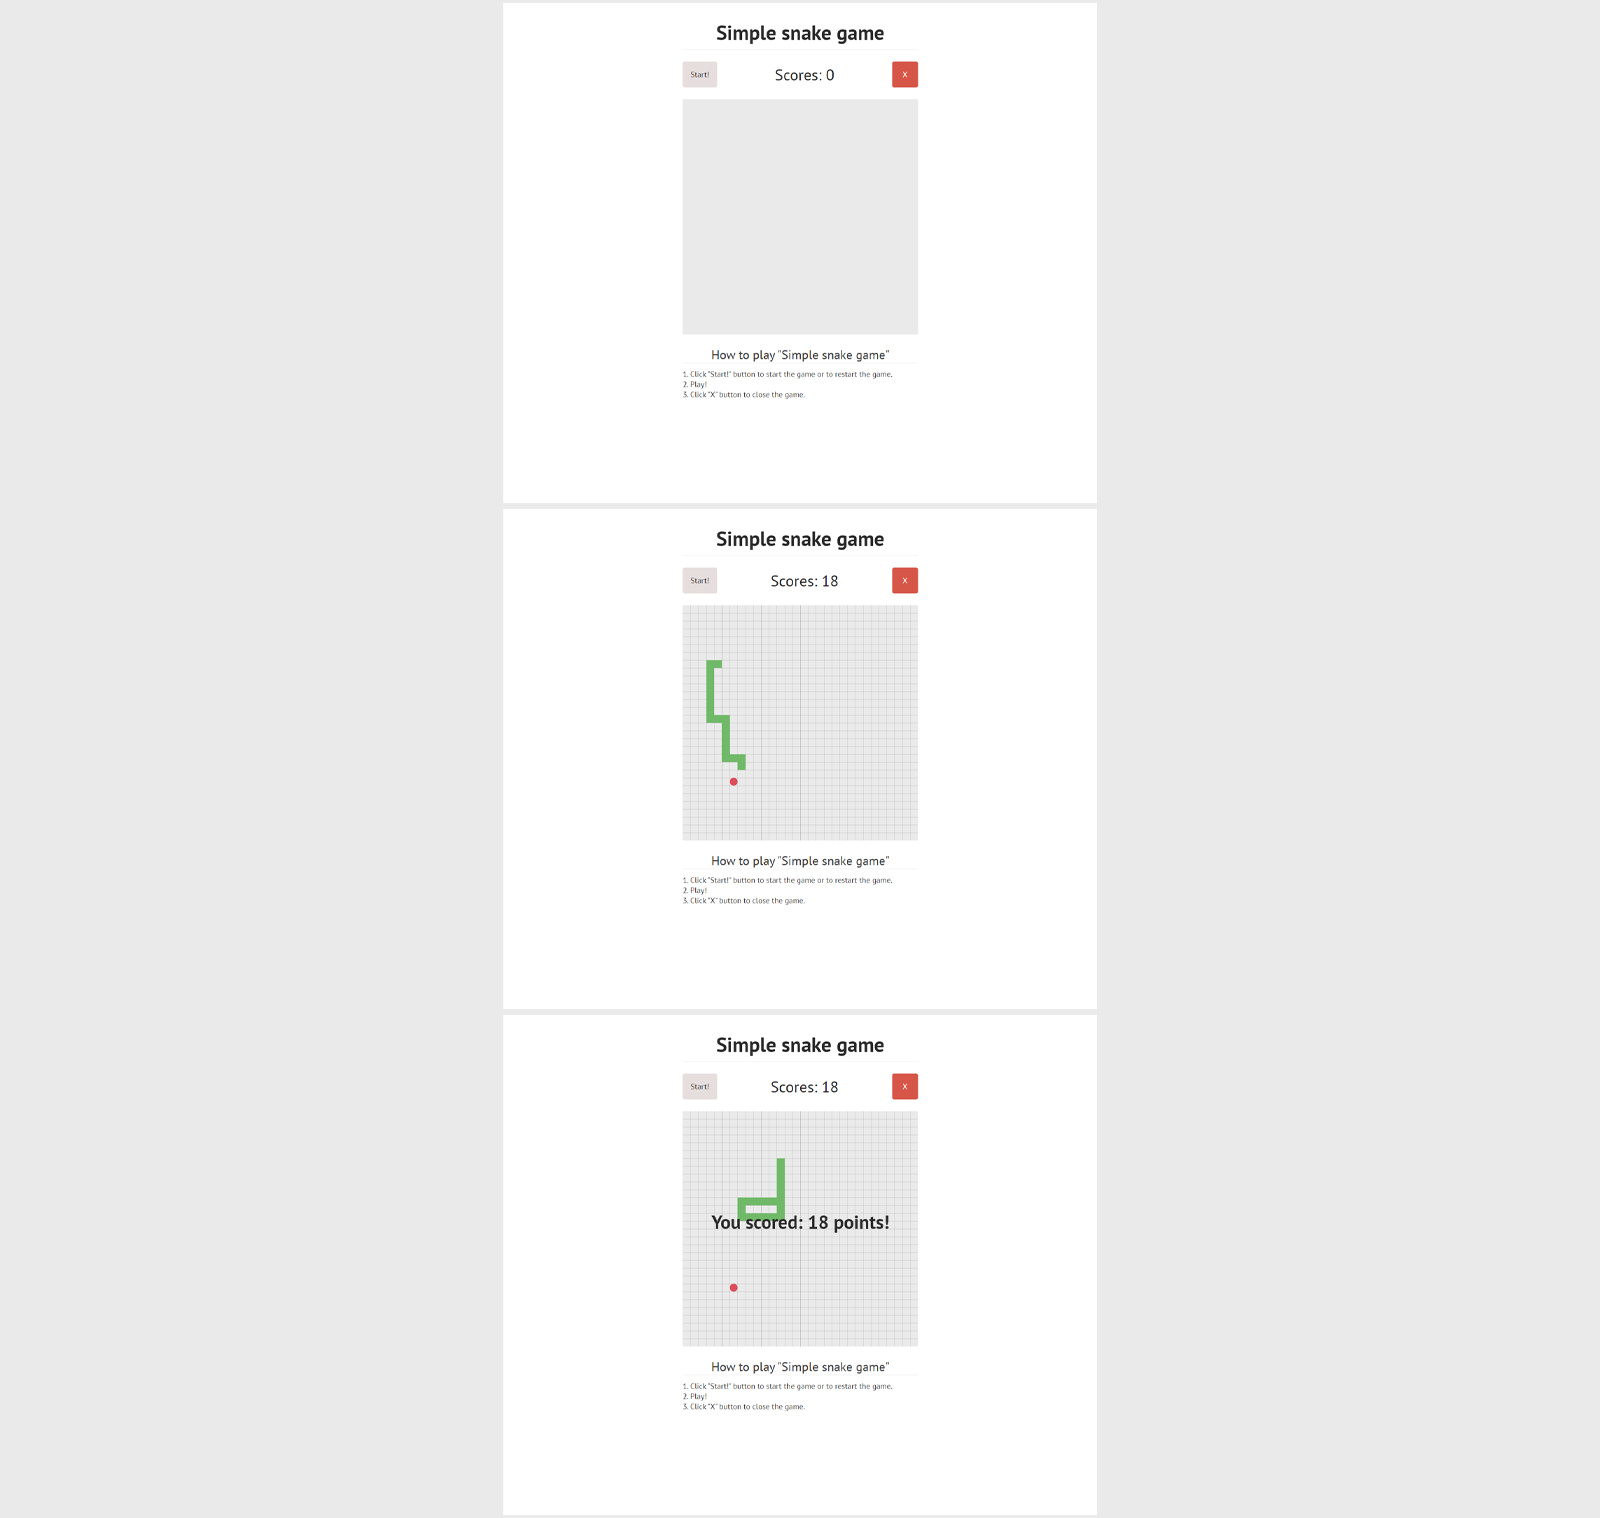 Simple snake game
Start! Scores: 0 X
How to play "Simple snake game"
1. Click "Start!" button to start the game or to restart the game.
2. Play!
3. Click "X" button to close the game.
Simple snake game
Start! Scores: 18 X
How to play "Simple snake game"
1. Click "Start!" button to start the game or to restart the game.
2. Play!
3. Click "X" button to close the game.
Simple snake game
Start! Scores: 18 X
You scored: 18 points!
How to play "Simple snake game"
1. Click "Start!" button to start the game or to restart the game.
2. Play!
3. Click "X" button to close the game.